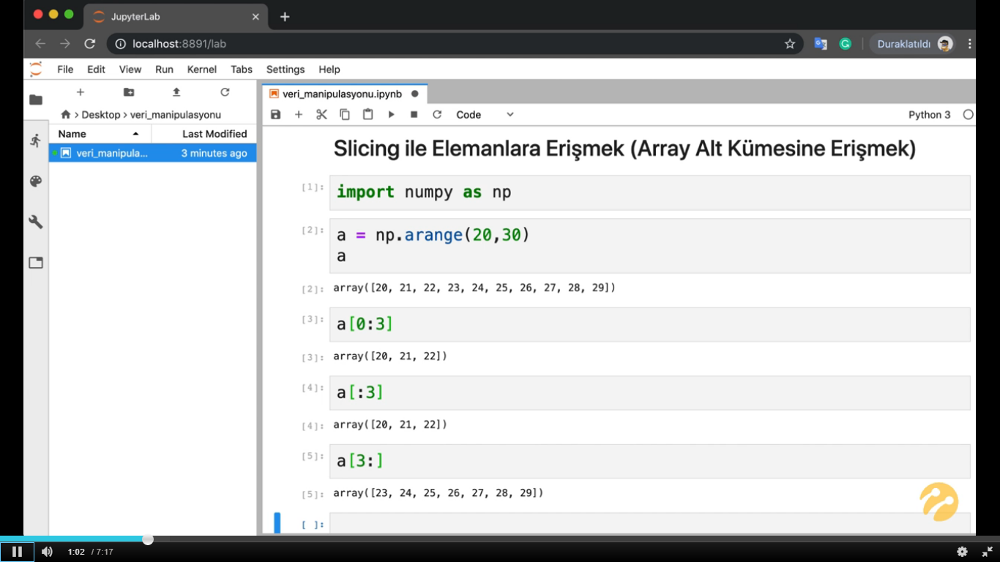 JupyterLab
localhost:8891/lab
Duraklatıldı
File Edit View Run Kernel Tabs Settings Help
Desktop veri_manipulasyonu
Name Last Modified
veri_manipula... 3 minutes ago
veri_manipulasyonu.ipynb
Code
Python 3
Slicing ile Elemanlara Erişmek (Array Alt Kümesine Erişmek)
[1]: import numpy as np
[2]: a = np.arange(20,30)
a
[2]: array([20, 21, 22, 23, 24, 25, 26, 27, 28, 29])
[3]: a[0:3]
[3]: array([20, 21, 22])
[4]: a[:3]
[4]: array([20, 21, 22])
[5]: a[3:]
[5]: array([23, 24, 25, 26, 27, 28, 29])
[ ]:
1:02 / 7:17